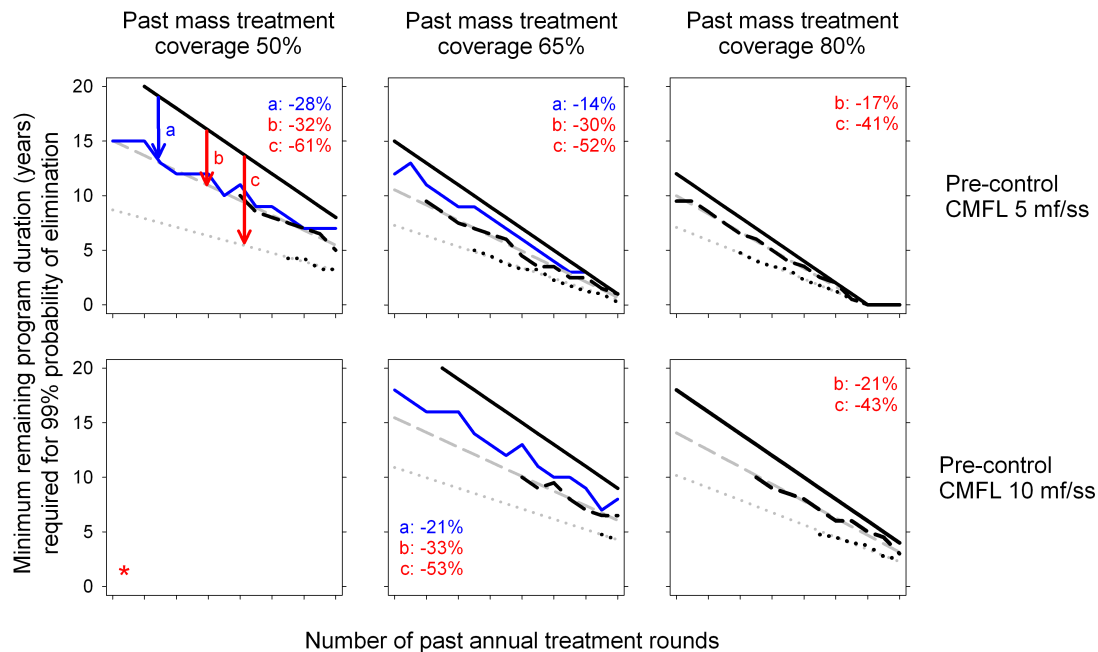 Past mass treatment
coverage 50%
Past mass treatment
coverage 65%
Past mass treatment
coverage 80%
Minimum remaining program duration (years)
required for 99% probability of elimination
20
15
10
5
0
a: -28%
b: -32%
c: -61%
a
b
c
a: -14%
b: -30%
c: -52%
b: -17%
c: -41%
Pre-control
CMFL 5 mf/ss
20
15
10
5
0
*
a: -21%
b: -33%
c: -53%
b: -21%
c: -43%
Pre-control
CMFL 10 mf/ss
Number of past annual treatment rounds